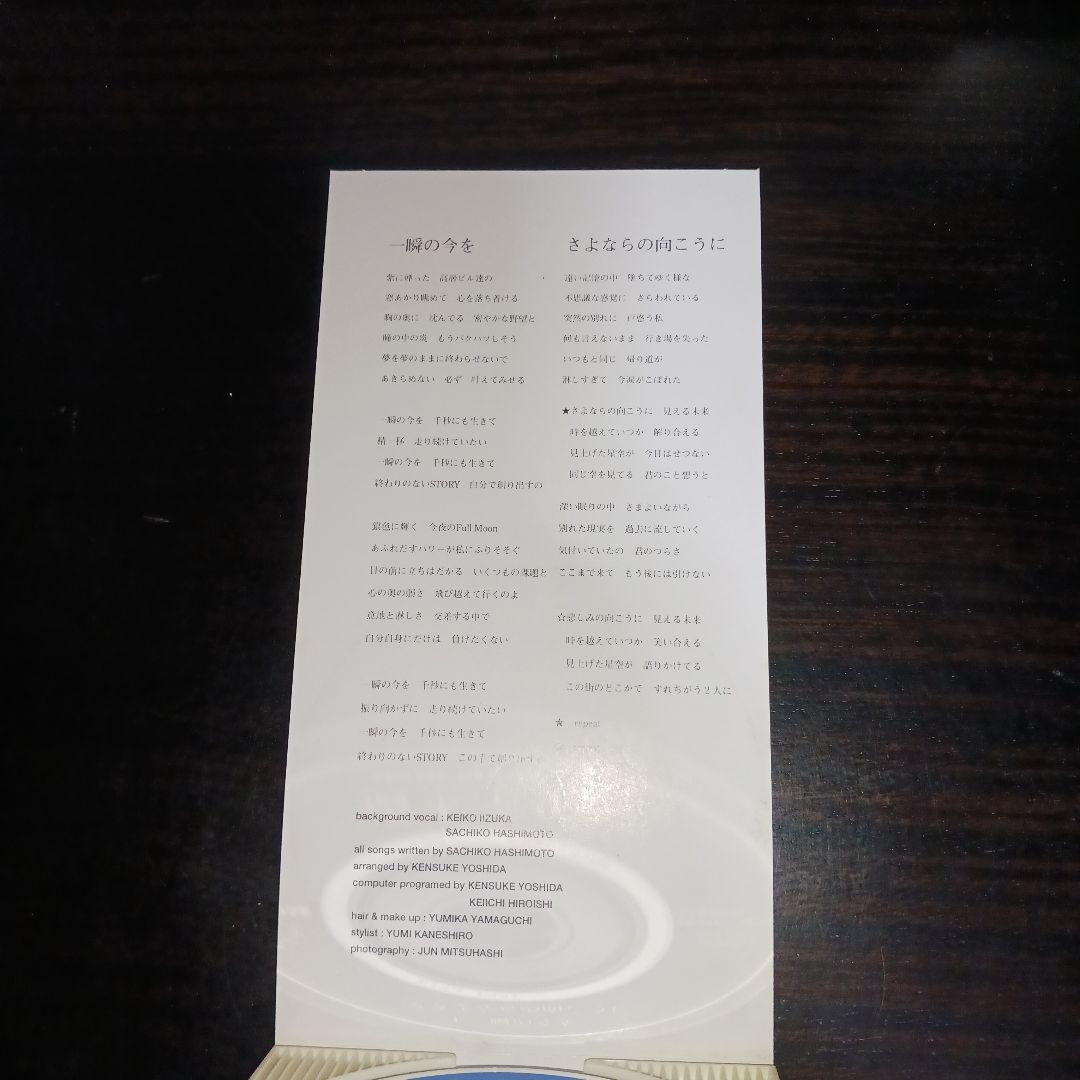 一瞬の今を
紫に舞った　高層ビル達の
窓あかり眺めて　心を落ち着ける
胸の奥に　沈んでる　密やかな野望と
瞳の中の炎　もうバクハツしそう
夢を夢のままに終わらせないで
あきらめない　必ず　叶えてみせる
一瞬の今を　千秒にも生きて
精一杯　走り続けていたい
一瞬の今を　千秒にも生きて
終わりのないSTORY　自分で創り出すの
銀色に輝く　今夜のFull Moon
あふれだすパワーが私にふりそそぐ
目の前に立ちはだかる　いくつもの課題と
心の奥の弱さ　飛び越えて行くのよ
意地と淋しさ　交差する中で
自分自身にだけは　負けたくない
一瞬の今を　千秒にも生きて
振り向かずに　走り続けていたい
一瞬の今を　千秒にも生きて
終わりのないSTORY　この手で創り出すの
さよならの向こうに
遠い記憶の中　墜ちてゆく様な
不思議な感覚に　さらわれている
突然の別れに　戸惑う私
何も言えないまま　行き場を失った
いつもと同じ　帰り道が
淋しすぎて　今涙がこぼれた
★さよならの向こうに　見える未来
時を越えていつか　解り合える
見上げた星空が　今日はせつない
同じ空を見てる　君のこと想うと
深い眠りの中　さまよいながら
別れた現実を　過去に流していく
気付いていたの　君のつらさ
ここまで来て　もう後には引けない
☆悲しみの向こうに　見える未来
時を越えていつか　笑い合える
見上げた星空が　語りかけてる
この街のどこかで　すれちがう２人に
★　repeat
background vocal : KEIKO IIZUKA
SACHIKO HASHIMOTO
all songs written by SACHIKO HASHIMOTO
arranged by KENSUKE YOSHIDA
computer programed by KENSUKE YOSHIDA
KEIICHI HIROISHI
hair & make up : YUMIKA YAMAGUCHI
stylist : YUMI KANESHIRO
photography : JUN MITSUHASHI